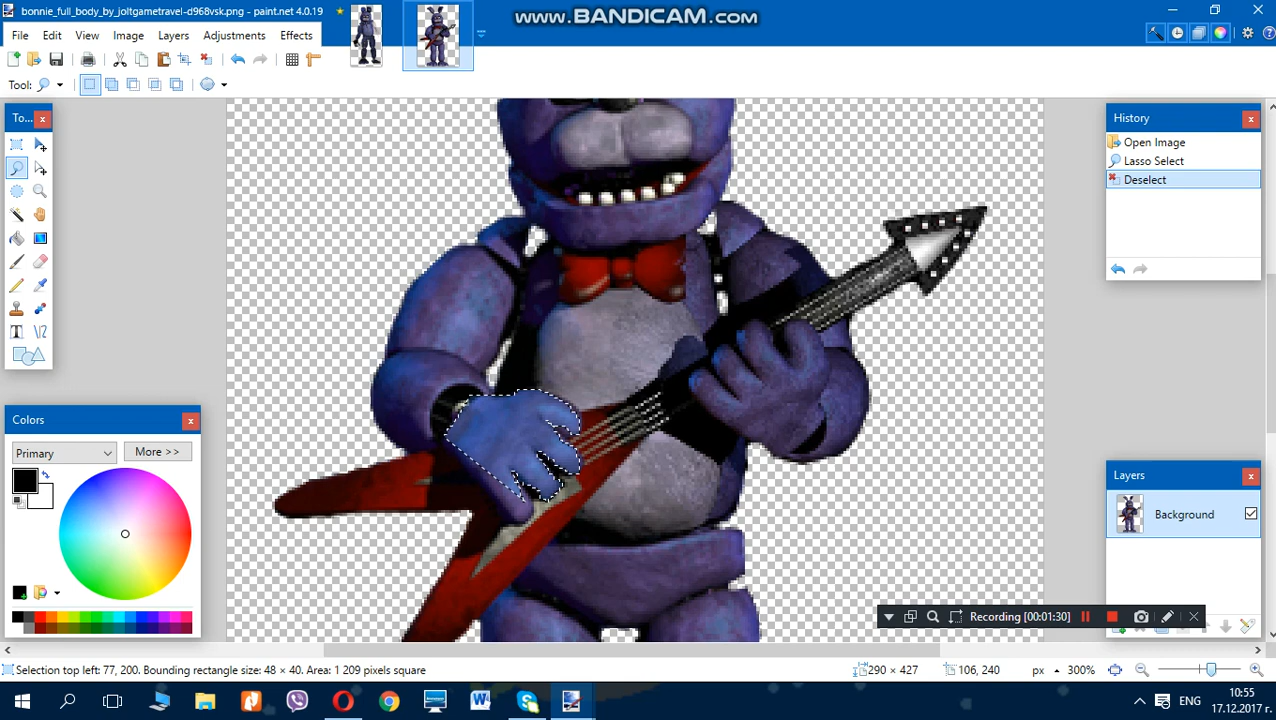 bonnie_full_body_by_joltgametravel-d968vsk.png - paint.net 4.0.19
www.BANDICAM.com
File Edit View Image Layers Adjustments Effects
Tool:
To...
History
Open Image
Lasso Select
Deselect
Colors
Primary
More >>
Layers
Background
Recording [00:01:30]
Selection top left: 77, 200. Bounding rectangle size: 48 × 40. Area: 1 209 pixels square
290 × 427
106, 240
px
300%
ENG
10:55
17.12.2017 г.